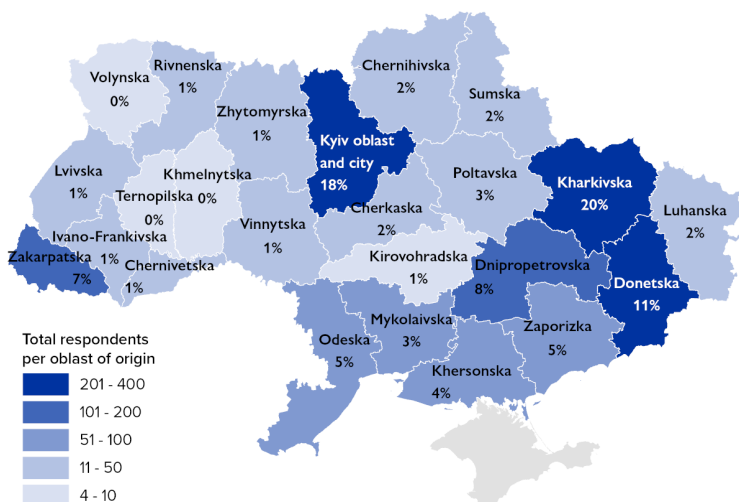 Volynska
0%
Rivnenska
1%
Zhytomyrska
1%
Kyiv oblast
and city
18%
Chernihivska
2%
Sumska
2%
Lvivska
1%
Ternopilska
0%
Khmelnytska
0%
Vinnytska
1%
Cherkaska
2%
Poltavska
3%
Kharkivska
20%
Luhanska
2%
Ivano-Frankivska
1%
Zakarpatska
7%
Chernivetska
1%
Kirovohradska
1%
Dnipropetrovska
8%
Donetska
11%
Odeska
5%
Mykolaivska
3%
Khersonska
4%
Zaporizka
5%
Total respondents
per oblast of origin
201 - 400
101 - 200
51 - 100
11 - 50
4 - 10